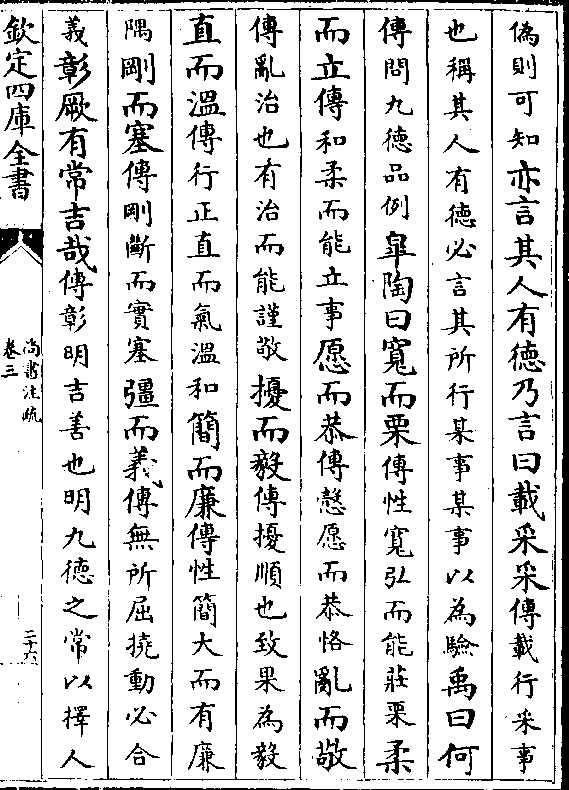 偽則可知亦言其人有德乃言曰載采采傳載行采事
也稱其人有德必言其所行某事某事以為驗禹曰何
傳問九德品例皐陶曰寬而栗傳性寬弘而能莊栗柔
而立傳和柔而能立事愿而恭傳慤愿而恭恪亂而敬
傳亂治也有治而能謹敬擾而毅傳擾順也致果為毅
直而溫傳行正直而氣溫和簡而廉傳性簡大而有廉
隅剛而塞傳剛斷而實塞彊而義傳無所屈撓動必合
義彰厥有常吉哉傳彰明吉善也明九德之常以擇人
欽定四庫全書
尚書注疏
卷三
二十六